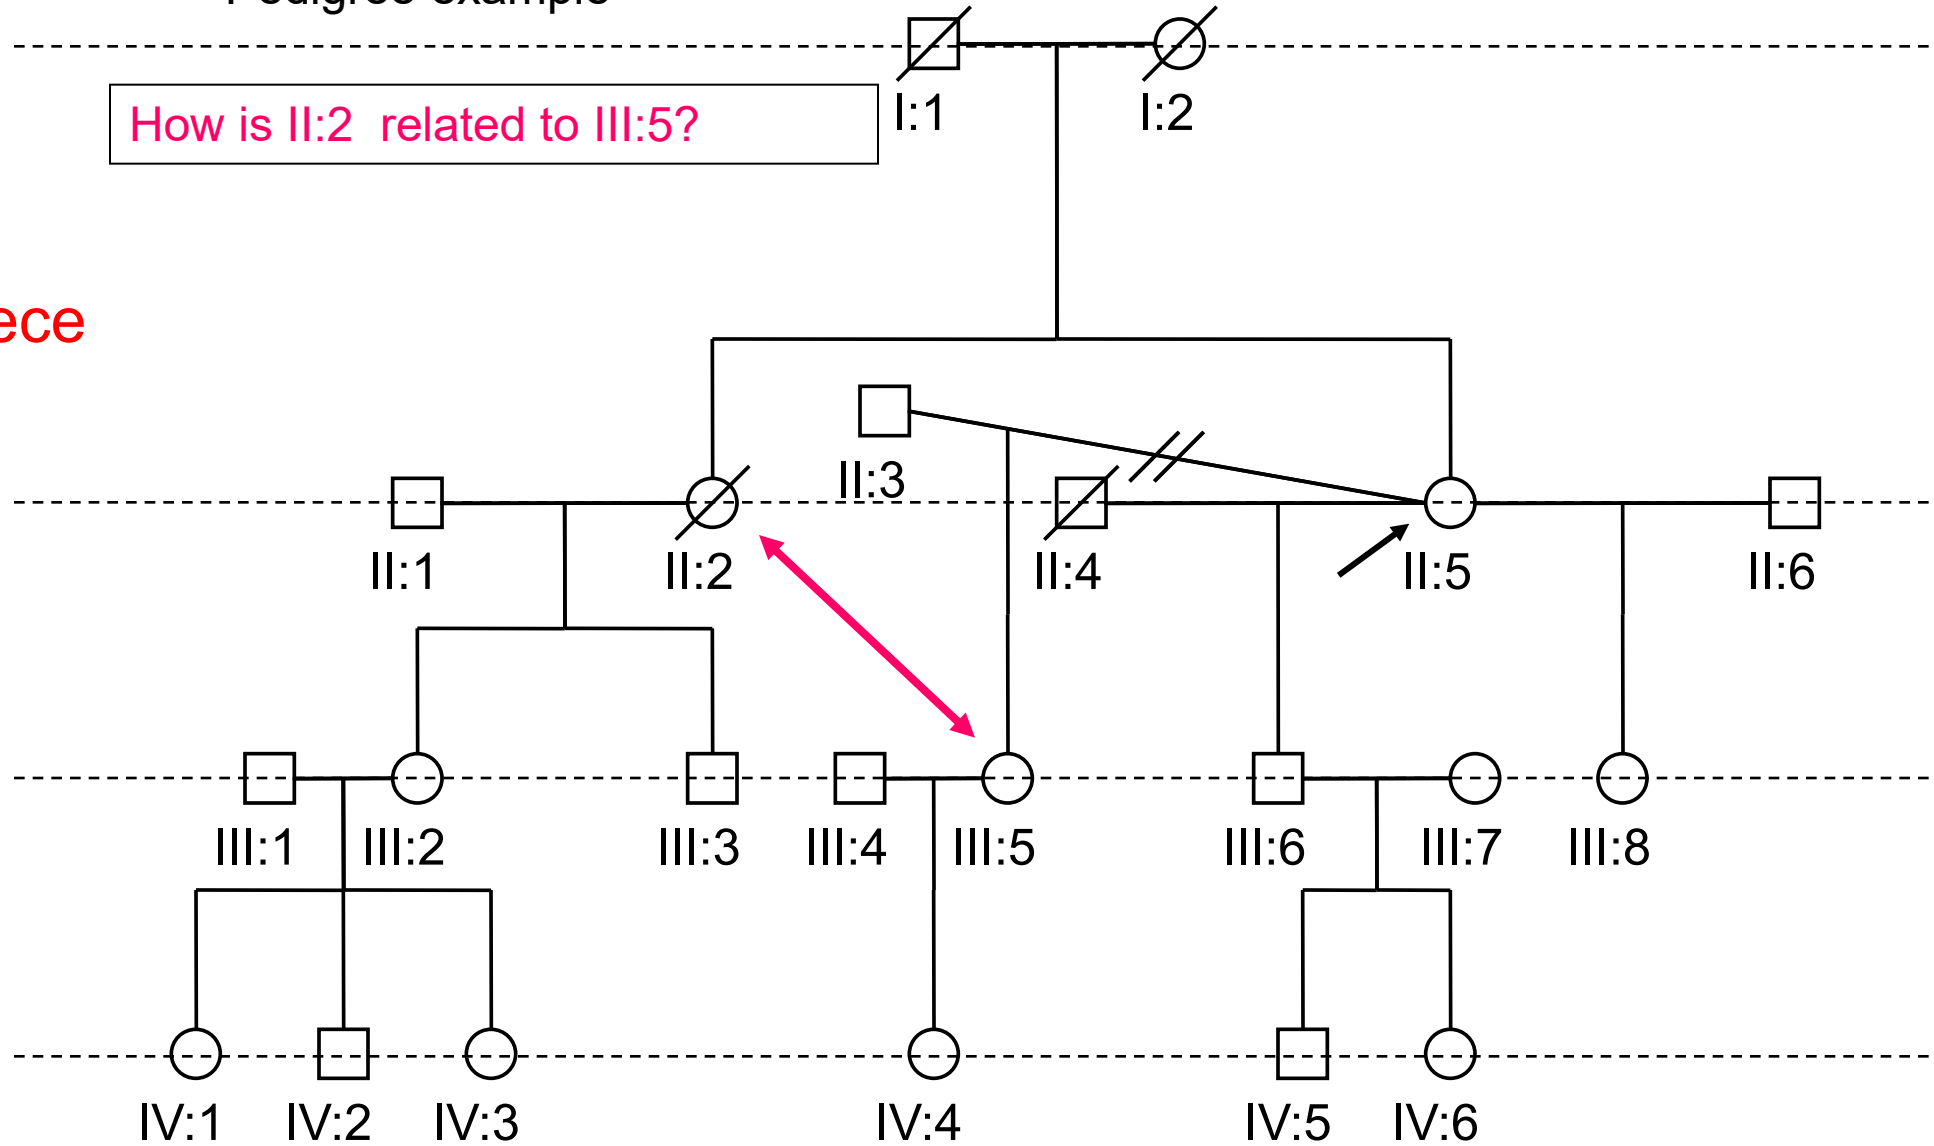 Pedigree example
I:1 I:2
How is II:2 related to III:5?
ece
II:3
II:1 II:2 II:4 II:5 II:6
III:1 III:2 III:3 III:4 III:5 III:6 III:7 III:8
IV:1 IV:2 IV:3 IV:4 IV:5 IV:6